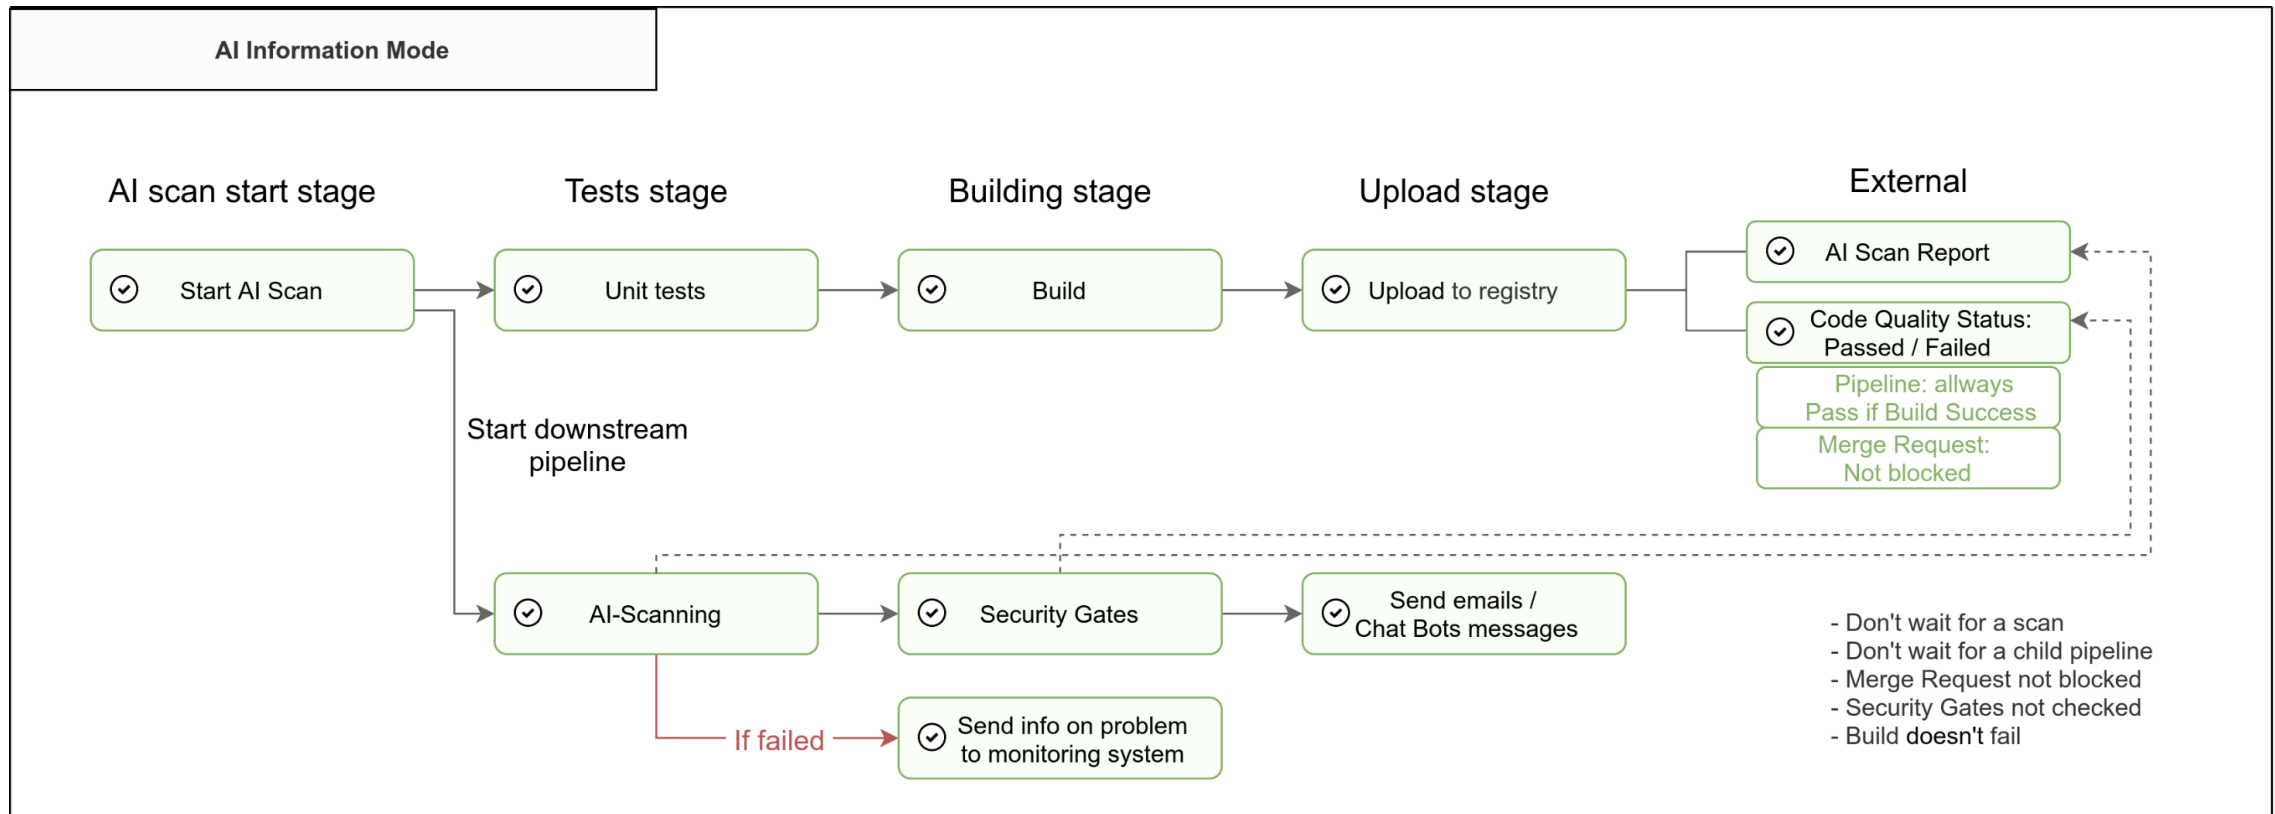 AI Information Mode
AI scan start stage
Tests stage
Building stage
Upload stage
External
Start AI Scan
Unit tests
Build
Upload to registry
AI Scan Report
Code Quality Status:
Passed / Failed
Pipeline: allways
Pass if Build Success
Merge Request:
Not blocked
Start downstream
pipeline
AI-Scanning
Security Gates
Send emails /
Chat Bots messages
If failed
Send info on problem
to monitoring system
- Don't wait for a scan
- Don't wait for a child pipeline
- Merge Request not blocked
- Security Gates not checked
- Build doesn't fail